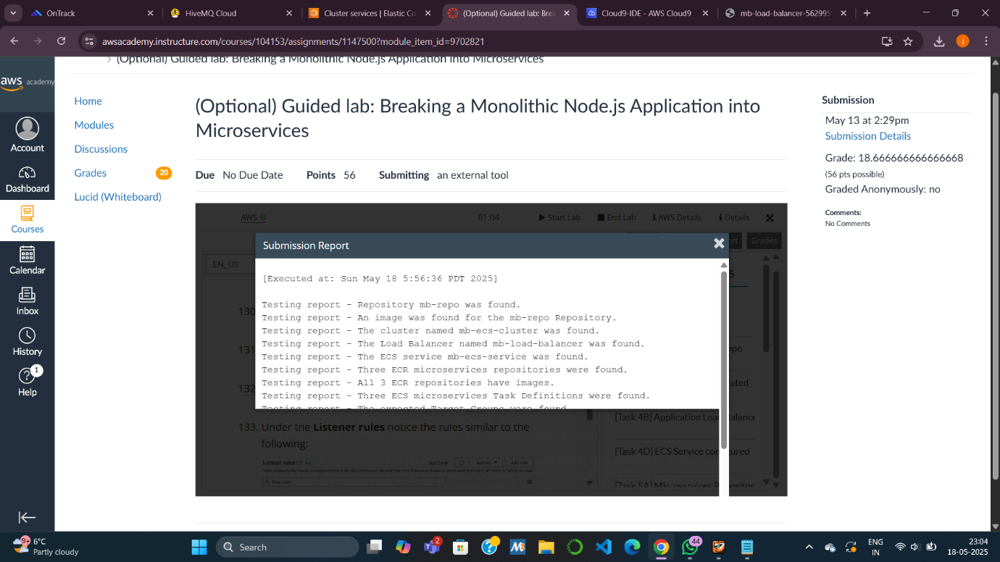 OnTrack
HiveMQ Cloud
Cluster services | Elastic Co
(Optional) Guided lab: Brea
Cloud9-IDE - AWS Cloud9
mb-load-balancer-562995
awsacademy.instructure.com/courses/104153/assignments/1147500?module_item_id=9702821
(Optional) Guided lab: Breaking a Monolithic Node.js Application into Microservices
aws academy
Account
Dashboard
Courses
Calendar
Inbox
History
1
Help
Home
Modules
Discussions
Grades 20
Lucid (Whiteboard)
(Optional) Guided lab: Breaking a Monolithic Node.js Application into
Microservices
Due No Due Date Points 56 Submitting an external tool
AWS 01:04 Start Lab End Lab AWS Details Details
Grades
EN_US
Submission Report
[Executed at: Sun May 18 5:56:36 PDT 2025]
Testing report - Repository mb-repo was found.
Testing report - An image was found for the mb-repo Repository.
Testing report - The cluster named mb-ecs-cluster was found.
Testing report - The Load Balancer named mb-load-balancer was found.
Testing report - The ECS service mb-ecs-service was found.
Testing report - Three ECR microservices repositories were found.
Testing report - All 3 ECR repositories have images.
Testing report - Three ECS microservices Task Definitions were found.
Testing report - The expected Target Groups were found
130
131
132
133. Under the Listener rules notice the rules similar to the
following:
[Task 4B] Application Load Balance
[Task 4D] ECS Service
Submission
May 13 at 2:29pm
Submission Details
Grade: 18.666666666666668
(56 pts possible)
Graded Anonymously: no
Comments:
No Comments
9+
6°C
Partly cloudy
Search
2
44
ENG
IN
23:04
18-05-2025